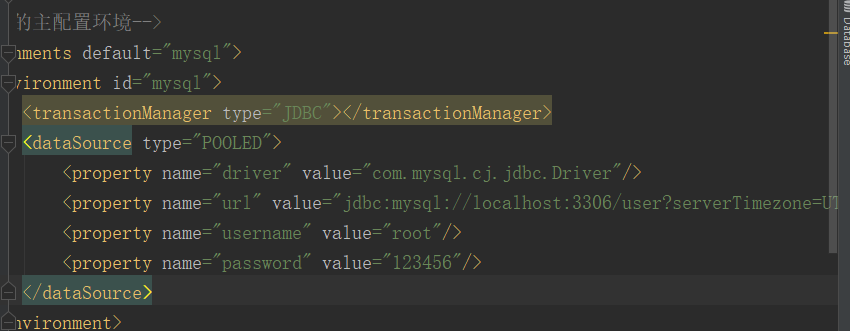 的主配置环境-->
nments default="mysql">
vironment id="mysql">
<transactionManager type="JDBC"></transactionManager>
<dataSource type="POOLED">
<property name="driver" value="com.mysql.cj.jdbc.Driver"/>
<property name="url" value="jdbc:mysql://localhost:3306/user?serverTimezone=UT
<property name="username" value="root"/>
<property name="password" value="123456"/>
</dataSource>
nvironment>
Database